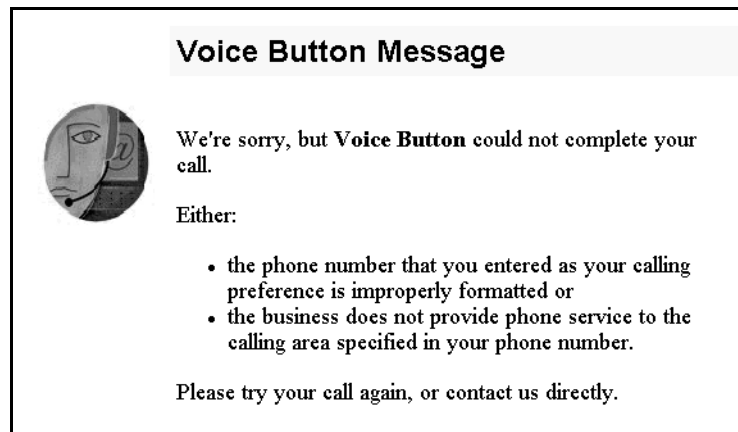 Voice Button Message
@
We're sorry, but Voice Button could not complete your
call.
Either:
• the phone number that you entered as your calling
preference is improperly formatted or
• the business does not provide phone service to the
calling area specified in your phone number.
Please try your call again, or contact us directly.